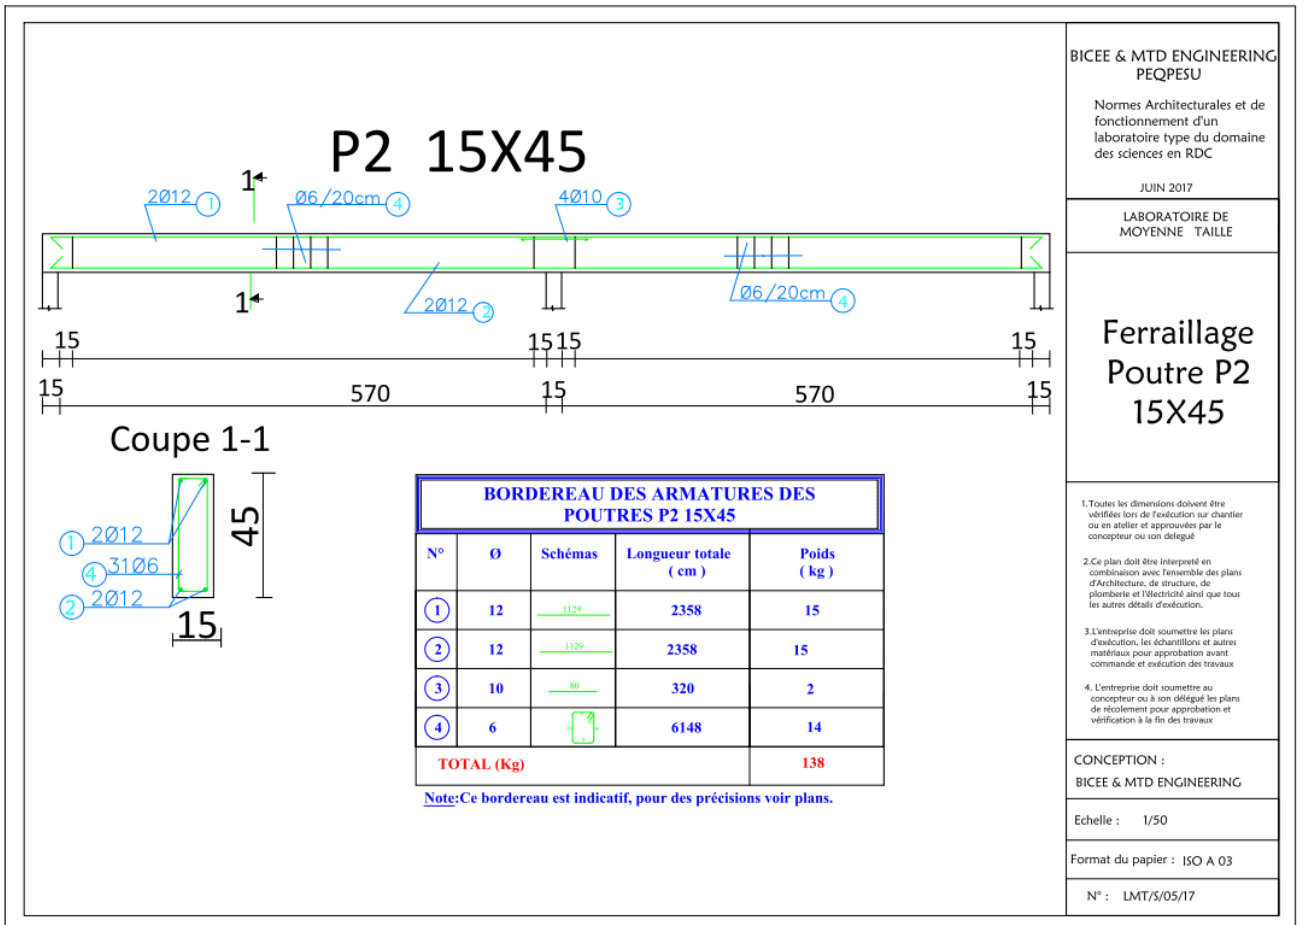 P2 15X45
1
2Ø12 1
Ø6/20cm 4
4Ø10 3
1
2Ø12 2
Ø6/20cm 4
15 15 15 15
15 570 15 570 15
Coupe 1-1
1 2Ø12
4 31Ø6
2 2Ø12
45
15
BORDEREAU DES ARMATURES DES
POUTRES P2 15X45
N° Ø Schémas Longueur totale Poids
( cm ) ( kg )
1 12 1129 2358 15
2 12 1129 2358 15
3 10 80 320 2
4 6 6148 14
TOTAL (Kg) 138
Note:Ce bordereau est indicatif, pour des précisions voir plans.
BICEE & MTD ENGINEERING
PEQPESU
Normes Architecturales et de
fonctionnement d'un
laboratoire type du domaine
des sciences en RDC
JUIN 2017
LABORATOIRE DE
MOYENNE TAILLE
Ferraillage
Poutre P2
15X45
1.Toutes les dimensions doivent être
vérifiées lors de l'exécution sur chantier
ou en atelier et approuvées par le
concepteur ou son delegué
2.Ce plan doit être interpreté en
combinaison avec l'ensemble des plans
d'Architecture, de structure, de
plomberie et l'électricité ainsi que tous
les autres détails d'exécution.
3.L'entreprise doit soumettre les plans
d'exécution, les échantillons et autres
matériaux pour approbation avant
commande et exécution des travaux
4. L'entreprise doit soumettre au
concepteur ou à son délégué les plans
de récolement pour approbation et
vérification à la fin des travaux
CONCEPTION :
BICEE & MTD ENGINEERING
Echelle : 1/50
Format du papier : ISO A 03
N° : LMT/S/05/17